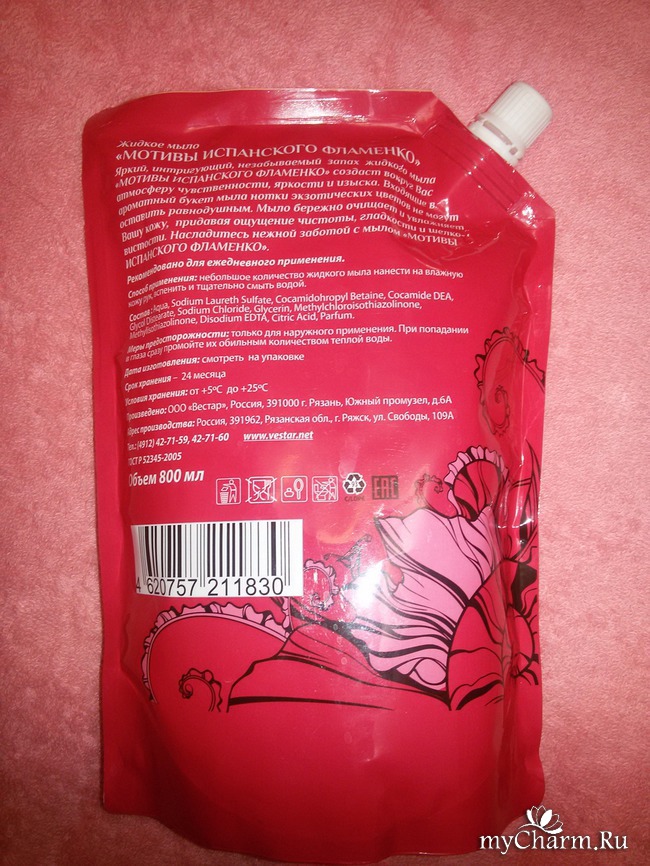 Жидкое мыло
«МОТИВЫ ИСПАНСКОГО ФЛАМЕНКО»
Яркий, интригующий, незабываемый запах жидкого мыла
«МОТИВЫ ИСПАНСКОГО ФЛАМЕНКО» создаст вокруг Вас
атмосферу чувственности, яркости и изыска. Входящие в
ароматный букет мыла нотки экзотических цветов не могут
оставить равнодушным. Мыло бережно очищает и увлажняет
Вашу кожу, придавая ощущение чистоты, гладкости и шелко-
вистости. Насладитесь нежной заботой с мылом «МОТИВЫ
ИСПАНСКОГО ФЛАМЕНКО».
Рекомендовано для ежедневного применения.
Способ применения: небольшое количество жидкого мыла нанести на влажную
кожу рук, вспенить и тщательно смыть водой.
Состав: Aqua, Sodium Laureth Sulfate, Cocamidohropyl Betaine, Cocamide DEA,
Glycol Distearate, Sodium Chloride, Glycerin, Methylchloroisothiazolinone,
Methylisothiazolinone, Disodium EDTA, Citric Acid, Parfum.
Меры предосторожности: только для наружного применения. При попадании
в глаза сразу промойте их обильным количеством теплой воды.
Дата изготовления: смотреть на упаковке
Срок хранения – 24 месяца
Условия хранения: от +5°С до +25°С
Произведено: ООО «Вестар», Россия, 391000 г. Рязань, Южный промузел, д.6А
Адрес производства: Россия, 391962, Рязанская обл., г. Ряжск, ул. Свободы, 109А
Тел.: (4912) 42-71-59, 42-71-60 www.vestar.net
ГОСТ Р 52345-2005
Объем 800 мл
EAC
4 620757 211830
myCharm.Ru